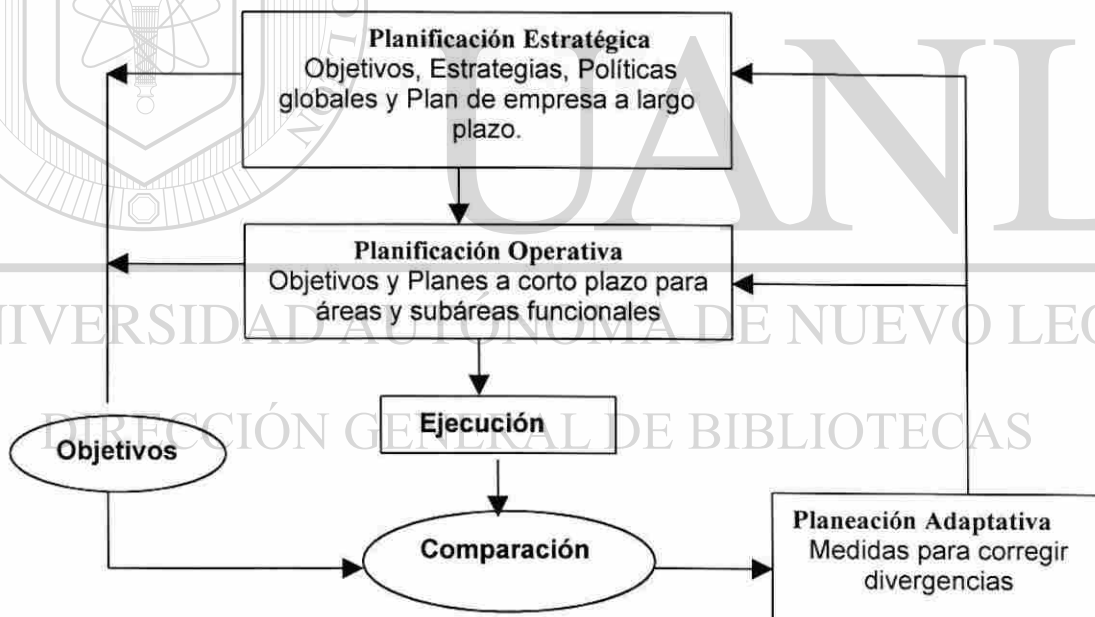 Planificación Estratégica
Objetivos, Estrategias, Políticas
globales y Plan de empresa a largo
plazo.
UANL
Planificación Operativa
Objetivos y Planes a corto plazo para
áreas y subáreas funcionales
NIVERSIDAD AUTÓNOMA DE NUEVO LEÓ
Ejecución
DIRECCIÓN GENERAL DE BIBLIOTECAS
Objetivos
Comparación
Planeación Adaptativa
Medidas para corregir
divergencias